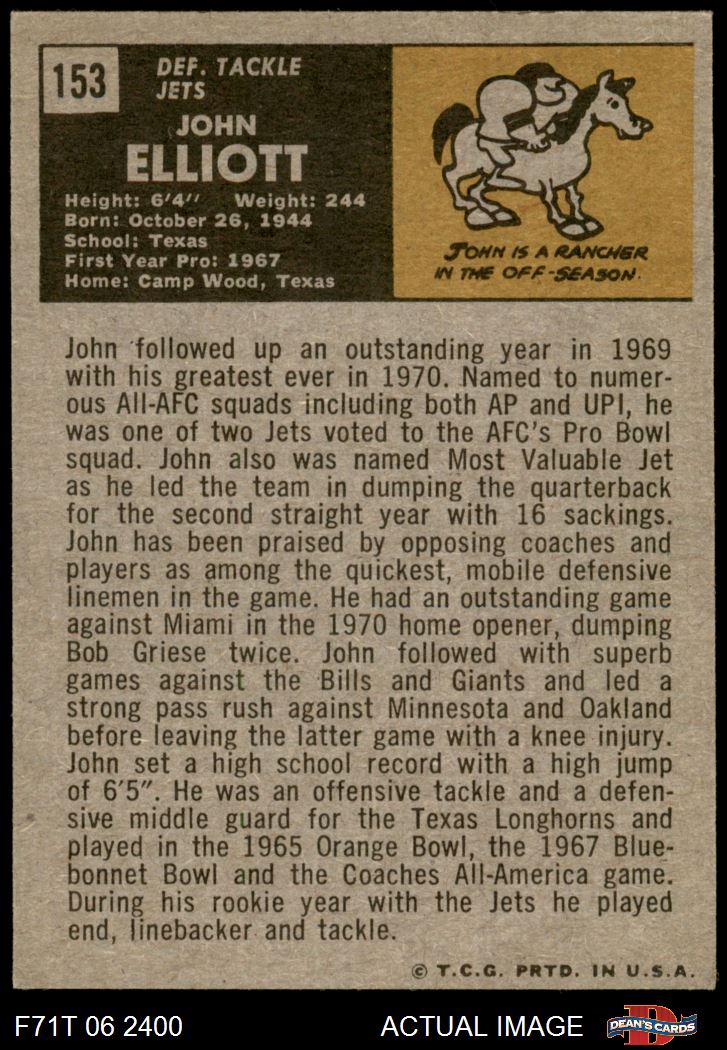 153
DEF. TACKLE
JETS
JOHN
ELLIOTT
Height: 6'4" Weight: 244
Born: October 26, 1944
School: Texas
First Year Pro: 1967
Home: Camp Wood, Texas
JOHN IS A RANCHER
IN THE OFF-SEASON.
John followed up an outstanding year in 1969
with his greatest ever in 1970. Named to numer-
ous All-AFC squads including both AP and UPI, he
was one of two Jets voted to the AFC's Pro Bowl
squad. John also was named Most Valuable Jet
as he led the team in dumping the quarterback
for the second straight year with 16 sackings.
John has been praised by opposing coaches and
players as among the quickest, mobile defensive
linemen in the game. He had an outstanding game
against Miami in the 1970 home opener, dumping
Bob Griese twice. John followed with superb
games against the Bills and Giants and led a
strong pass rush against Minnesota and Oakland
before leaving the latter game with a knee injury.
John set a high school record with a high jump
of 6'5". He was an offensive tackle and a defen-
sive middle guard for the Texas Longhorns and
played in the 1965 Orange Bowl, the 1967 Blue-
bonnet Bowl and the Coaches All-America game.
During his rookie year with the Jets he played
end, linebacker and tackle.
© T.C.G. PRTD. IN U.S.A.
F71T 06 2400 ACTUAL IMAGE D DEAN'S CARDS